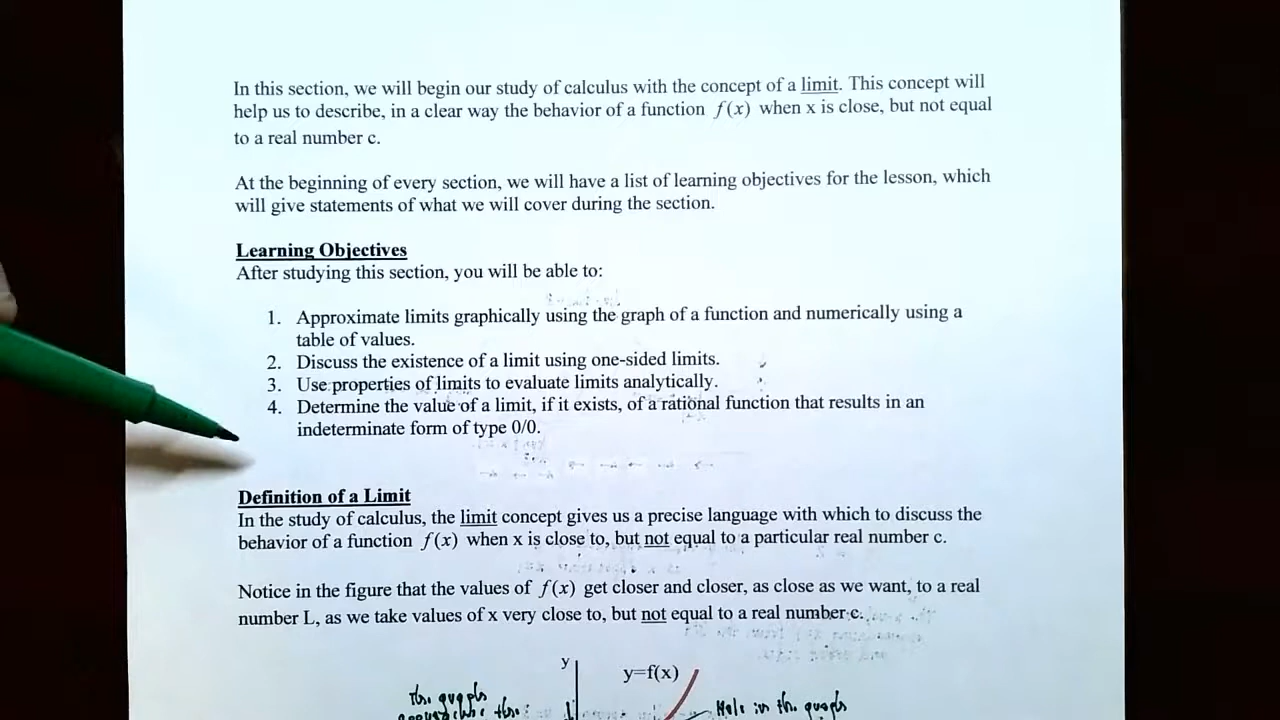 In this section, we will begin our study of calculus with the concept of a limit. This concept will
help us to describe, in a clear way the behavior of a function f(x) when x is close, but not equal
to a real number c.
At the beginning of every section, we will have a list of learning objectives for the lesson, which
will give statements of what we will cover during the section.
Learning Objectives
After studying this section, you will be able to:
1. Approximate limits graphically using the graph of a function and numerically using a
table of values.
2. Discuss the existence of a limit using one-sided limits.
3. Use properties of limits to evaluate limits analytically.
4. Determine the value of a limit, if it exists, of a rational function that results in an
indeterminate form of type 0/0.
Definition of a Limit
In the study of calculus, the limit concept gives us a precise language with which to discuss the
behavior of a function f(x) when x is close to, but not equal to a particular real number c.
Notice in the figure that the values of f(x) get closer and closer, as close as we want, to a real
number L, as we take values of x very close to, but not equal to a real number c.
y
y=f(x)
The graph
Hole in the graph